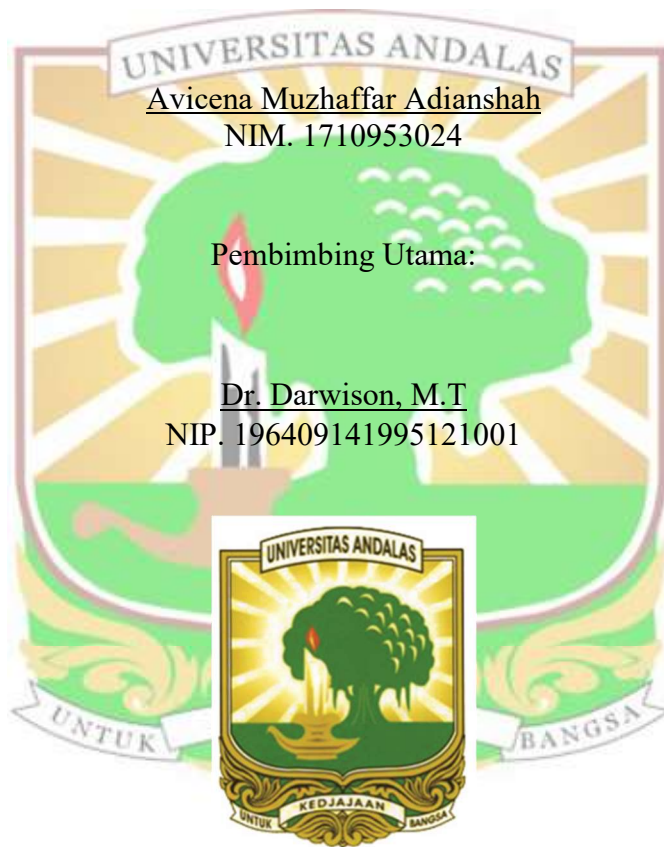 UNIVERSITAS ANDALAS
Avicena Muzhaffar Adianshah
NIM. 1710953024
Pembimbing Utama:
Dr. Darwison, M.T
NIP. 196409141995121001
UNIVERSITAS ANDALAS
UNTUK BANGSA
UNTUK KEDJAJAAN BANGSA